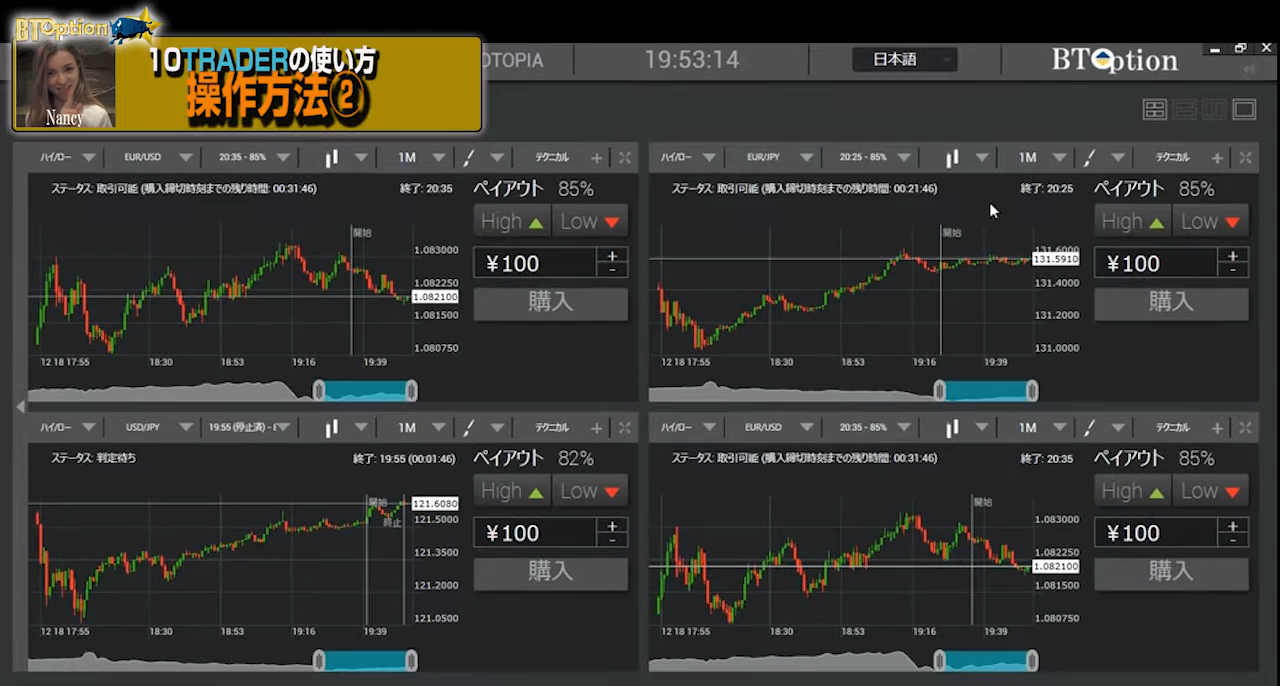 BTOption
10TRADERの使い方
操作方法②
Nancy
OTOPIA
19:53:14
日本語
BTOption
ハイ/ロー EUR/USD 20:35 - 85% 1M テクニカル +
ステータス: 取引可能 (購入締切時刻までの残り時間: 00:31:46) 終了: 20:35
ペイアウト 85%
High Low
¥100 + -
購入
開始
1.083000
1.082250
1.082100
1.081500
1.080750
12 18 17:55 18:30 18:53 19:16 19:39
ハイ/ロー EUR/JPY 20:25 - 85% 1M テクニカル +
ステータス: 取引可能 (購入締切時刻までの残り時間: 00:21:46) 終了: 20:25
ペイアウト 85%
High Low
¥100 + -
購入
開始
131.6000
131.5910
131.4000
131.2000
131.0000
12 18 17:55 18:30 18:53 19:16 19:39
ハイ/ロー USD/JPY 19:55 (停止済) - 1M テクニカル +
ステータス: 判定待ち 終了: 19:55 (00:01:46)
ペイアウト 82%
High Low
¥100 + -
購入
開始
終止
121.6080
121.5000
121.3500
121.2000
121.0500
12 18 17:55 18:30 18:53 19:16 19:39
ハイ/ロー EUR/USD 20:35 - 85% 1M テクニカル +
ステータス: 取引可能 (購入締切時刻までの残り時間: 00:31:46) 終了: 20:35
ペイアウト 85%
High Low
¥100 + -
購入
開始
1.083000
1.082250
1.082100
1.081500
1.080750
12 18 17:55 18:30 18:53 19:16 19:39